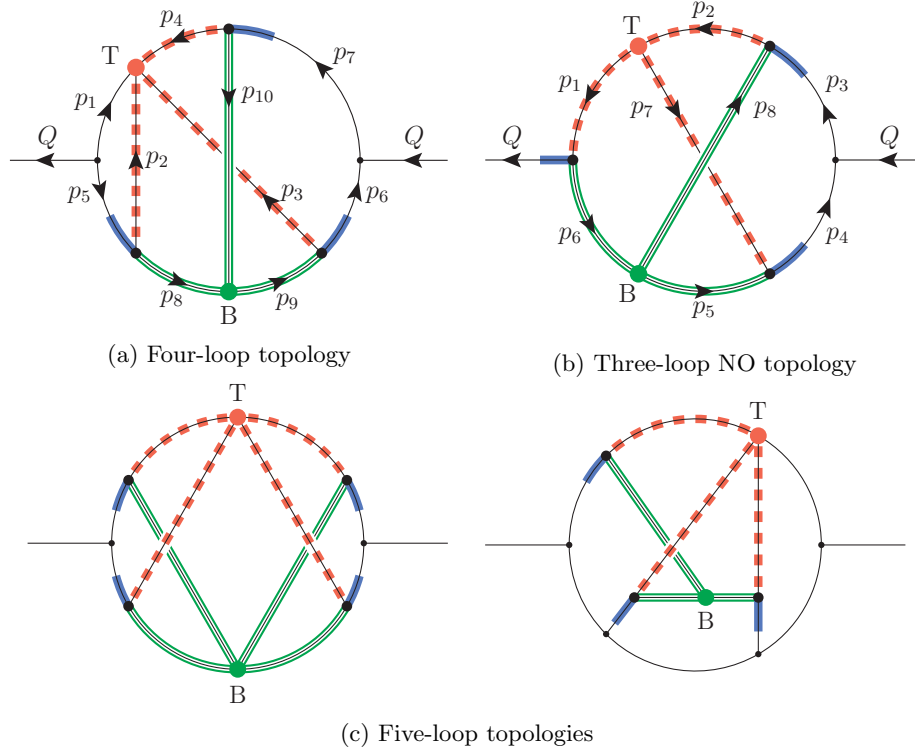 T
p₄
p₇
p₁
p₁₀
Q
Q
p₂
p₅
p₃
p₆
p₈
p₉
B
(a) Four-loop topology
T
p₂
p₁
p₇
p₈
p₃
Q
Q
p₆
p₄
B
p₅
(b) Three-loop NO topology
T
B
T
B
(c) Five-loop topologies